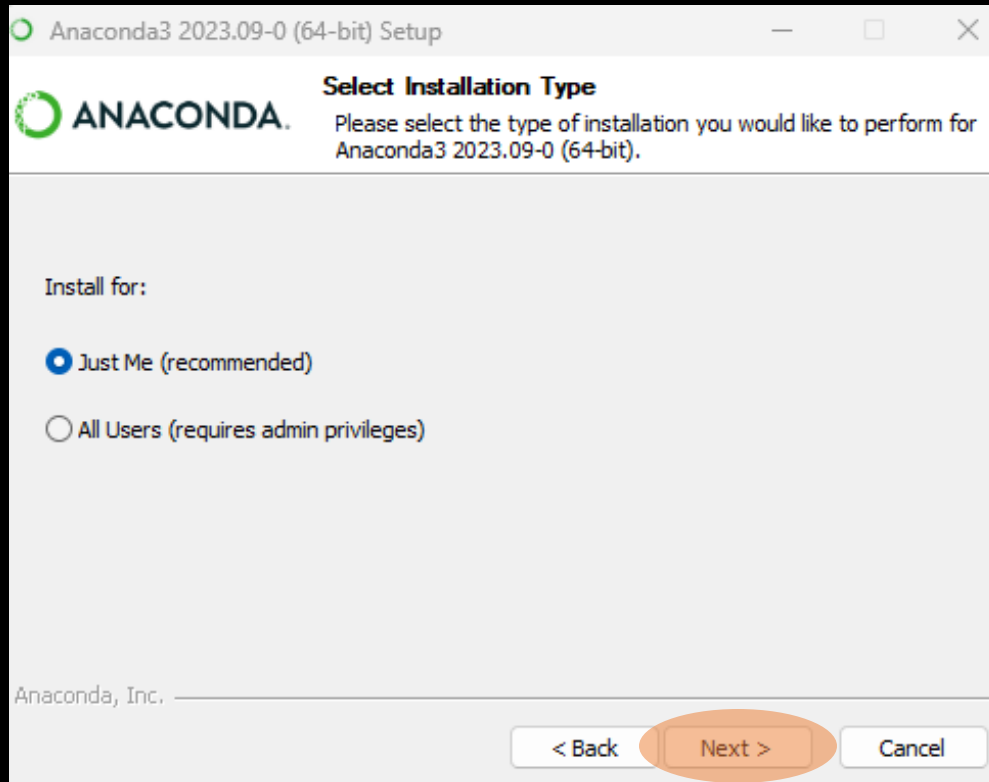 Anaconda3 2023.09-0 (64-bit) Setup
ANACONDA.
Select Installation Type
Please select the type of installation you would like to perform for
Anaconda3 2023.09-0 (64-bit).
Install for:
Just Me (recommended)
All Users (requires admin privileges)
Anaconda, Inc.
< Back Next > Cancel